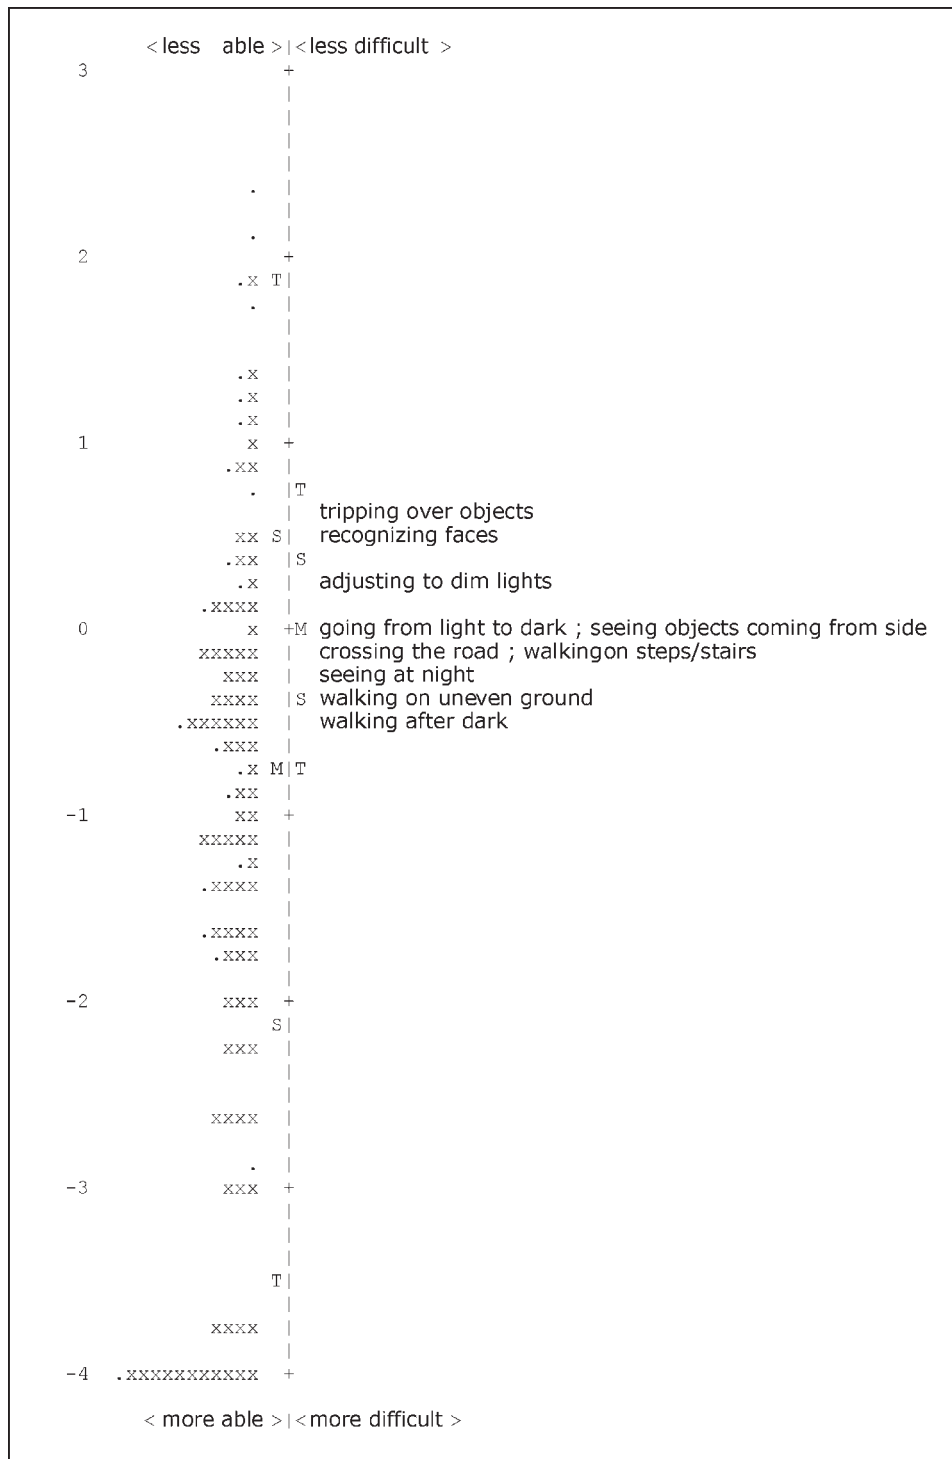 <less able >|<less difficult >
3 +
|
|
|
|
. |
|
. |
2 +
.x T|
. |
|
|
.x |
.x |
.x |
1 x +
.xx |
. |T
| tripping over objects
xx S| recognizing faces
.xx |S
.x | adjusting to dim lights
.xxxx |
0 x +M going from light to dark ; seeing objects coming from side
xxxxx | crossing the road ; walkingon steps/stairs
xxx | seeing at night
xxxx |S walking on uneven ground
.xxxxxx | walking after dark
.xxx |
.x M|T
.xx |
-1 xx +
xxxxx |
.x |
.xxxx |
|
.xxxx |
.xxx |
|
-2 xxx +
S|
xxx |
|
|
xxxx |
|
. |
-3 xxx +
|
|
|
T|
|
xxxx |
|
-4 .xxxxxxxxxxx +
< more able >|<more difficult >